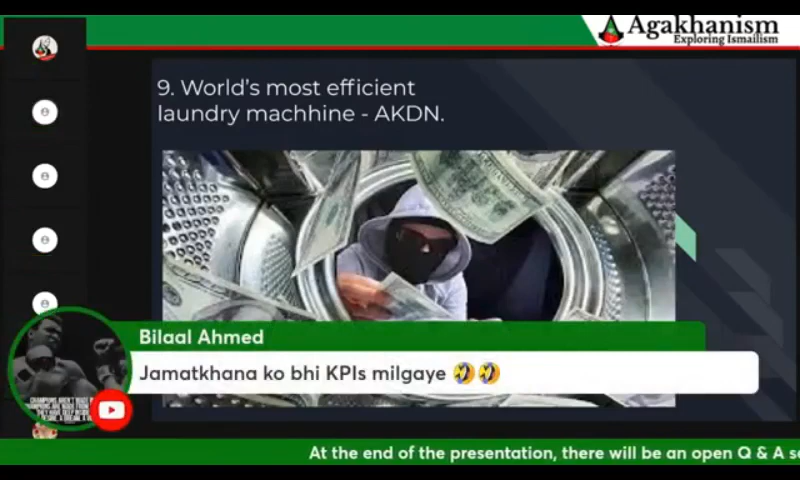 Agakhanism
Exploring Ismailism
9. World's most efficient
laundry machhine - AKDN.
Bilaal Ahmed
Jamatkhana ko bhi KPIs milgaye 🤣🤣
At the end of the presentation, there will be an open Q & A